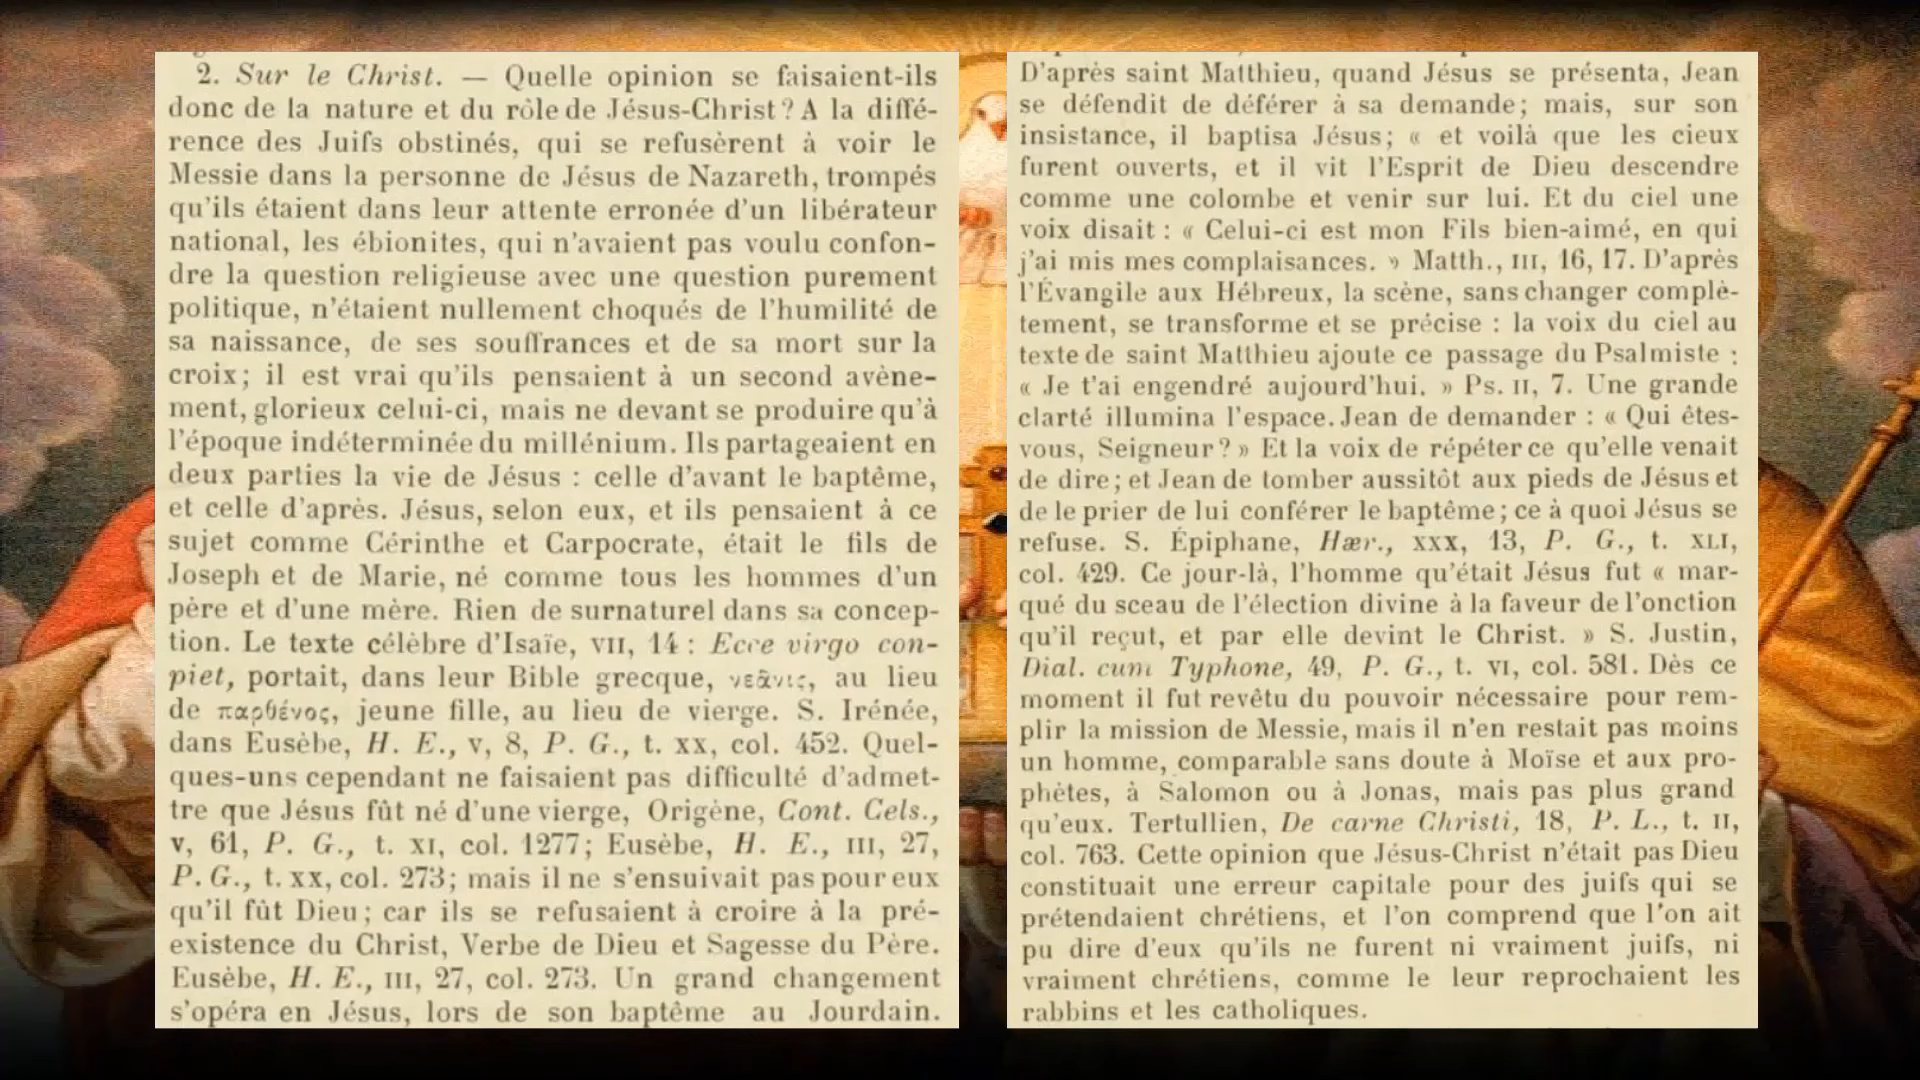 2. Sur le Christ. — Quelle opinion se faisaient-ils
donc de la nature et du rôle de Jésus-Christ? A la diffé-
rence des Juifs obstinés, qui se refusèrent à voir le
Messie dans la personne de Jésus de Nazareth, trompés
qu'ils étaient dans leur attente erronée d'un libérateur
national, les ébionites, qui n'avaient pas voulu confon-
dre la question religieuse avec une question purement
politique, n'étaient nullement choqués de l'humilité de
sa naissance, de ses souffrances et de sa mort sur la
croix; il est vrai qu'ils pensaient à un second avène-
ment, glorieux celui-ci, mais ne devant se produire qu'à
l'époque indéterminée du millénium. Ils partageaient en
deux parties la vie de Jésus : celle d'avant le baptême,
et celle d'après. Jésus, selon eux, et ils pensaient à ce
sujet comme Cérinthe et Carpocrate, était le fils de
Joseph et de Marie, né comme tous les hommes d'un
père et d'une mère. Rien de surnaturel dans sa concep-
tion. Le texte célèbre d'Isaïe, VII, 14 : Ecce virgo con-
piet, portait, dans leur Bible grecque, νεᾶνις, au lieu
de παρθένος, jeune fille, au lieu de vierge. S. Irénée,
dans Eusèbe, H. E., v, 8, P. G., t. xx, col. 452. Quel-
ques-uns cependant ne faisaient pas difficulté d'admet-
tre que Jésus fût né d'une vierge, Origène, Cont. Cels.,
v, 61, P. G., t. XI, col. 1277; Eusèbe, H. E., III, 27,
P. G., t. xx, col. 273; mais il ne s'ensuivait pas pour eux
qu'il fût Dieu; car ils se refusaient à croire à la pré-
existence du Christ, Verbe de Dieu et Sagesse du Père.
Eusèbe, H. E., III, 27, col. 273. Un grand changement
s'opéra en Jésus, lors de son baptême au Jourdain.
D'après saint Matthieu, quand Jésus se présenta, Jean
se défendit de déférer à sa demande; mais, sur son
insistance, il baptisa Jésus; « et voilà que les cieux
furent ouverts, et il vit l'Esprit de Dieu descendre
comme une colombe et venir sur lui. Et du ciel une
voix disait : « Celui-ci est mon Fils bien-aimé, en qui
j'ai mis mes complaisances. » Matth., III, 16, 17. D'après
l'Évangile aux Hébreux, la scène, sans changer complè-
tement, se transforme et se précise : la voix du ciel au
texte de saint Matthieu ajoute ce passage du Psalmiste :
« Je t'ai engendré aujourd'hui. » Ps. II, 7. Une grande
clarté illumina l'espace. Jean de demander : « Qui êtes-
vous, Seigneur? » Et la voix de répéter ce qu'elle venait
de dire; et Jean de tomber aussitôt aux pieds de Jésus et
de le prier de lui conférer le baptême; ce à quoi Jésus se
refuse. S. Épiphane, Hær., xxx, 13, P. G., t. XLI,
col. 429. Ce jour-là, l'homme qu'était Jésus fut « mar-
qué du sceau de l'élection divine à la faveur de l'onction
qu'il reçut, et par elle devint le Christ. » S. Justin,
Dial. cum Typhone, 49, P. G., t. VI, col. 581. Dès ce
moment il fut revêtu du pouvoir nécessaire pour rem-
plir la mission de Messie, mais il n'en restait pas moins
un homme, comparable sans doute à Moïse et aux pro-
phètes, à Salomon ou à Jonas, mais pas plus grand
qu'eux. Tertullien, De carne Christi, 18, P. L., t. II,
col. 763. Cette opinion que Jésus-Christ n'était pas Dieu
constituait une erreur capitale pour des juifs qui se
prétendaient chrétiens, et l'on comprend que l'on ait
pu dire d'eux qu'ils ne furent ni vraiment juifs, ni
vraiment chrétiens, comme le leur reprochaient les
rabbins et les catholiques.